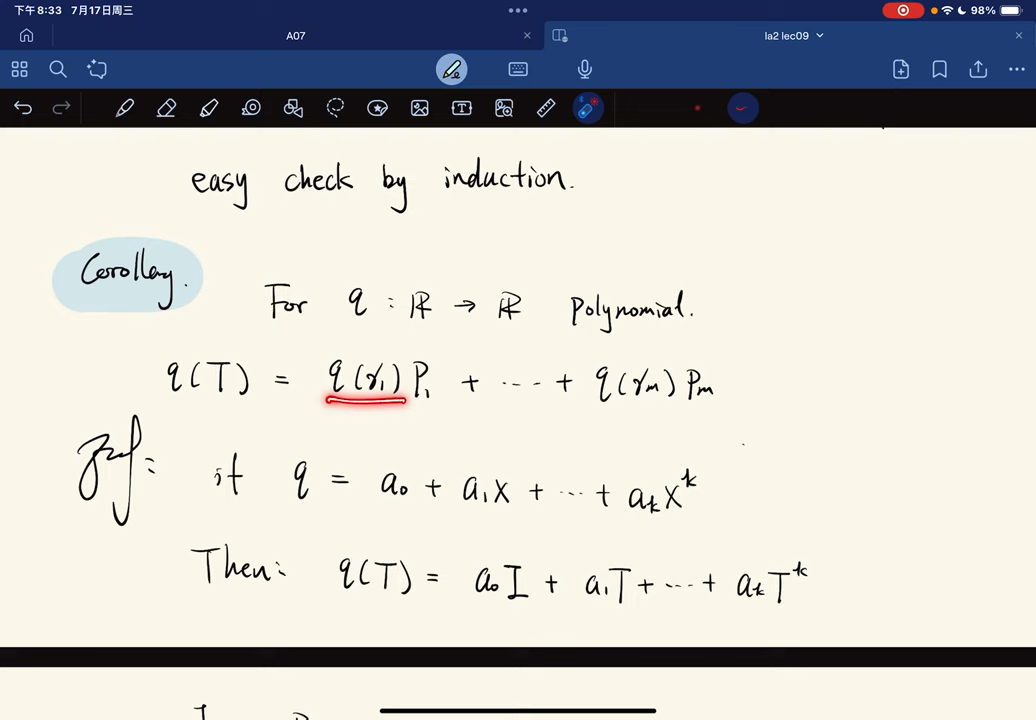 下午8:33 7月17日周三
98%
A07
la2 lec09
easy check by induction.
Corollary.
For q : ℝ → ℝ polynomial.
q(T) = q(γ₁)P₁ + ⋯ + q(γₘ)Pₘ
if q = a₀ + a₁x + ⋯ + aₖxᵏ
Then: q(T) = a₀I + a₁T + ⋯ + aₖTᵏ